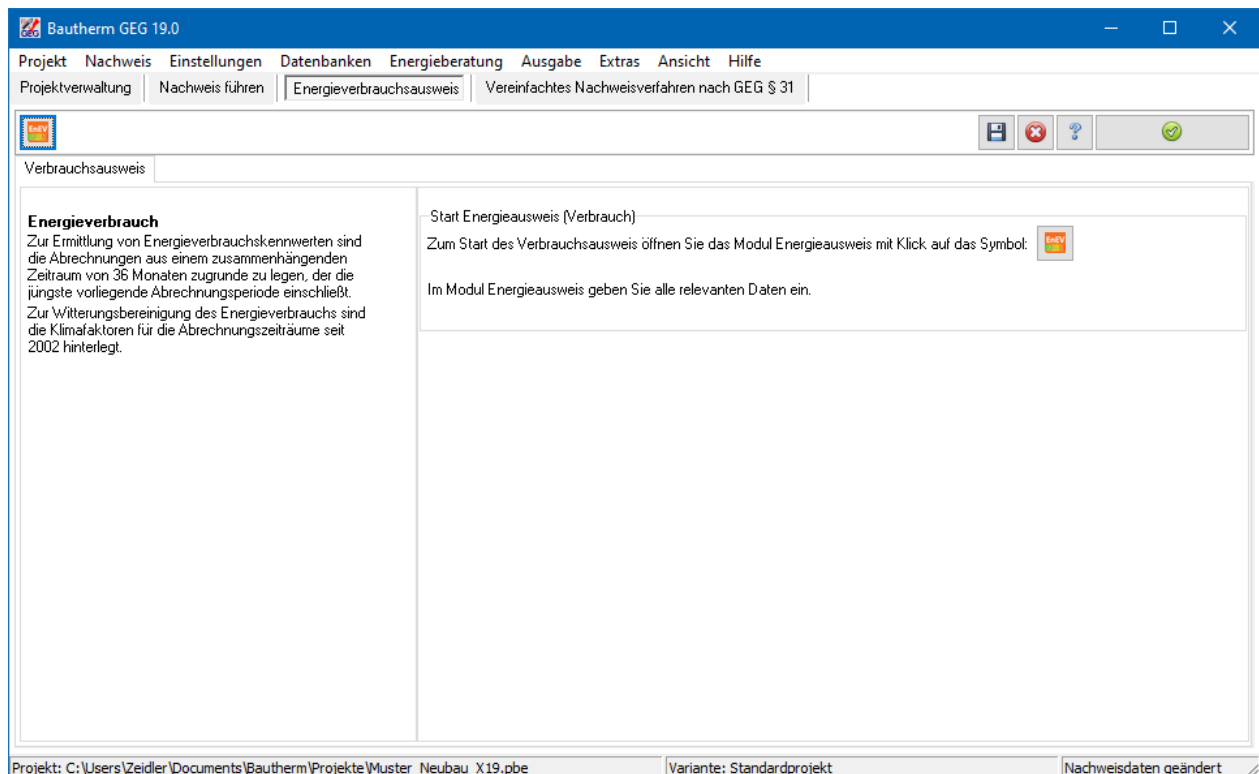 Bautherm GEG 19.0
Projekt Nachweis Einstellungen Datenbanken Energieberatung Ausgabe Extras Ansicht Hilfe
Projektverwaltung Nachweis führen Energieverbrauchsausweis Vereinfachtes Nachweisverfahren nach GEG § 31
EnEV
Verbrauchsausweis
Energieverbrauch
Zur Ermittlung von Energieverbrauchskennwerten sind
die Abrechnungen aus einem zusammenhängenden
Zeitraum von 36 Monaten zugrunde zu legen, der die
jüngste vorliegende Abrechnungsperiode einschließt.
Zur Witterungsbereinigung des Energieverbrauchs sind
die Klimafaktoren für die Abrechnungszeiträume seit
2002 hinterlegt.
Start Energieausweis (Verbrauch)
Zum Start des Verbrauchsausweis öffnen Sie das Modul Energieausweis mit Klick auf das Symbol: EnEV
Im Modul Energieausweis geben Sie alle relevanten Daten ein.
Projekt: C:\Users\Zeidler\Documents\Bautherm\Projekte\Muster_Neubau_X19.pbe Variante: Standardprojekt Nachweisdaten geändert